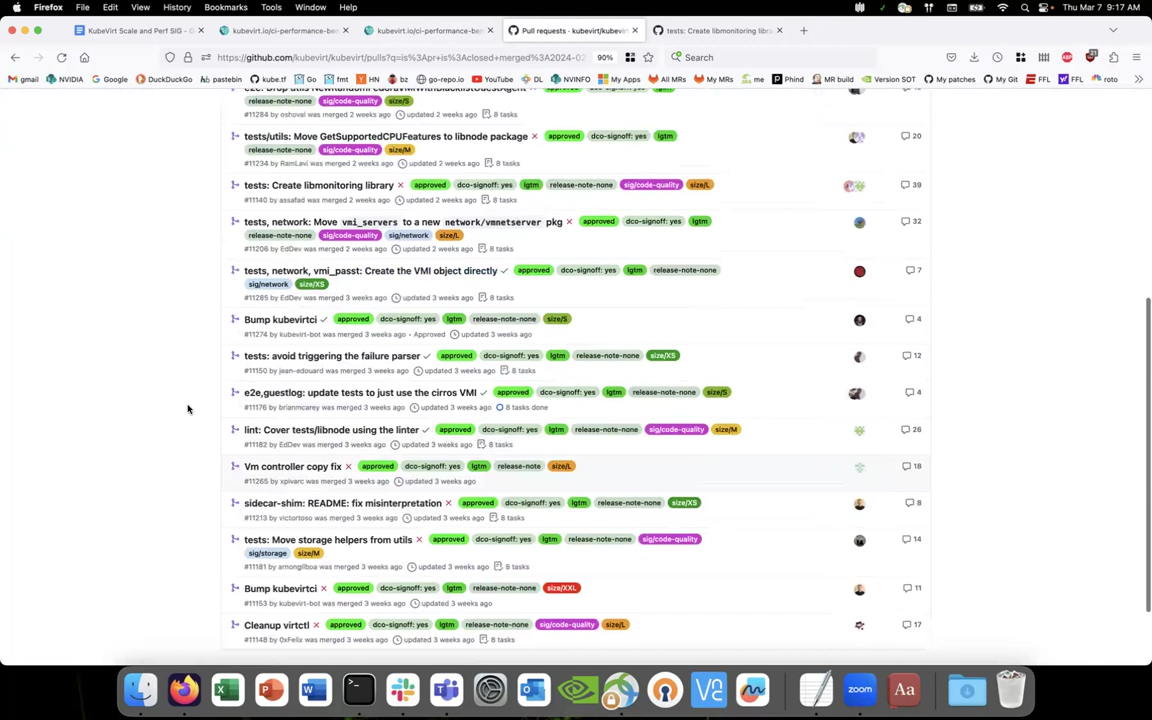 Firefox File Edit View History Bookmarks Tools Window Help Thu Mar 7 9:17 AM
KubeVirt Scale and Perf SIG - G kubevirt.io/ci-performance-ben kubevirt.io/ci-performance-ben Pull requests · kubevirt/kubevir tests: Create libmonitoring libra
https://github.com/kubevirt/kubevirt/pulls?q=is%3Apr+is%3Aclosed+merged%3A2024-02- 90% Search
gmail NVIDIA Google DuckDuckGo pastebin kube.tf fmt HN bz go-repo.io YouTube DL NVINFO My Apps All MRs My MRs me Phind MR build Version SOT My patches My Git FFL FFL roto
release-note-none sig/code-quality size/S
#11284 by oshoval was merged 2 weeks ago updated 2 weeks ago 8 tasks
tests/utils: Move GetSupportedCPUFeatures to libnode package approved dco-signoff: yes lgtm 20
release-note-none sig/code-quality size/M
#11234 by RamLavi was merged 2 weeks ago updated 2 weeks ago 8 tasks
tests: Create libmonitoring library approved dco-signoff: yes lgtm release-note-none sig/code-quality size/L 39
#11140 by assafad was merged 2 weeks ago updated 2 weeks ago 8 tasks
tests, network: Move vmi_servers to a new network/vmnetserver pkg approved dco-signoff: yes lgtm 32
release-note-none sig/code-quality sig/network size/L
#11206 by EdDev was merged 2 weeks ago updated 2 weeks ago 8 tasks
tests, network, vmi_passt: Create the VMI object directly approved dco-signoff: yes lgtm release-note-none 7
sig/network size/XS
#11285 by EdDev was merged 3 weeks ago updated 3 weeks ago 8 tasks
Bump kubevirtci approved dco-signoff: yes lgtm release-note-none size/S 4
#11274 by kubevirt-bot was merged 3 weeks ago • Approved updated 3 weeks ago
tests: avoid triggering the failure parser approved dco-signoff: yes lgtm release-note-none size/XS 12
#11150 by jean-edouard was merged 3 weeks ago updated 3 weeks ago 8 tasks
e2e,guestlog: update tests to just use the cirros VMI approved dco-signoff: yes lgtm release-note-none size/S 4
#11176 by brianmcarey was merged 3 weeks ago updated 3 weeks ago 8 tasks done
lint: Cover tests/libnode using the linter approved dco-signoff: yes lgtm release-note-none sig/code-quality size/M 26
#11182 by EdDev was merged 3 weeks ago updated 3 weeks ago 8 tasks
Vm controller copy fix approved dco-signoff: yes lgtm release-note size/L 18
#11265 by xpivarc was merged 3 weeks ago updated 3 weeks ago
sidecar-shim: README: fix misinterpretation approved dco-signoff: yes lgtm release-note-none size/XS 8
#11213 by victortoso was merged 3 weeks ago updated 3 weeks ago 8 tasks
tests: Move storage helpers from utils approved dco-signoff: yes lgtm release-note-none sig/code-quality 14
sig/storage size/M
#11181 by arnongilboa was merged 3 weeks ago updated 3 weeks ago 8 tasks
Bump kubevirtci approved dco-signoff: yes lgtm release-note-none size/XXL 11
#11153 by kubevirt-bot was merged 3 weeks ago updated 3 weeks ago
Cleanup virtctl approved dco-signoff: yes lgtm release-note-none sig/code-quality size/L 17
#11148 by 0xFelix was merged 3 weeks ago updated 3 weeks ago 8 tasks
zoom